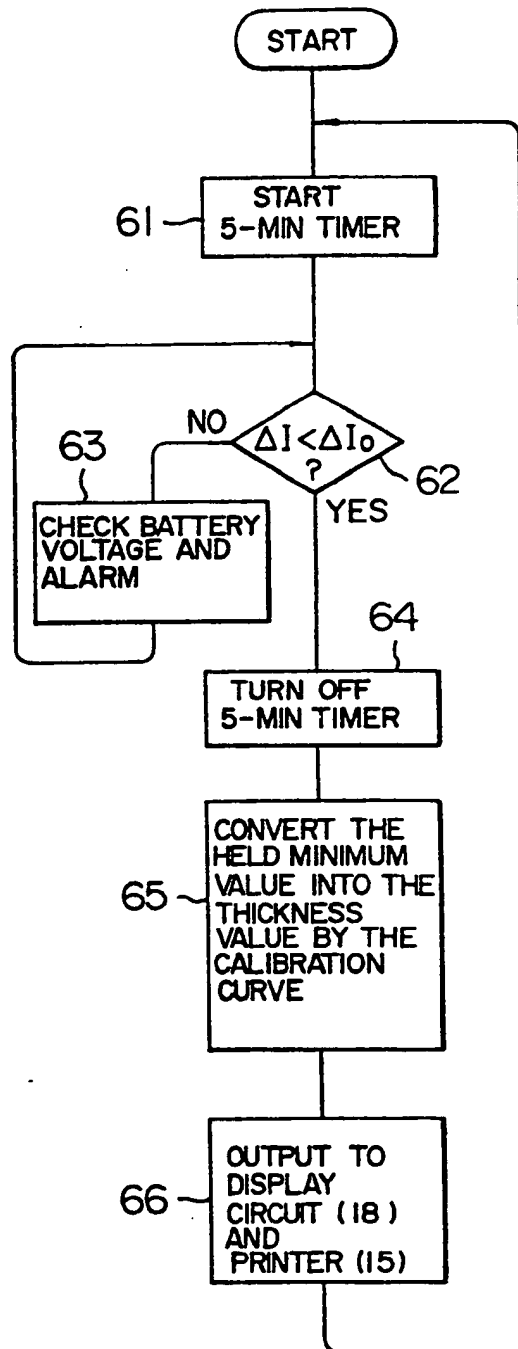 START
START
5-MIN TIMER
61
NO
ΔI<ΔI₀
?
62
YES
63
CHECK BATTERY
VOLTAGE AND
ALARM
64
TURN OFF
5-MIN TIMER
CONVERT THE
HELD MINIMUM
VALUE INTO THE
THICKNESS
VALUE BY THE
CALIBRATION
CURVE
65
OUTPUT TO
DISPLAY
CIRCUIT (18)
AND
PRINTER (15)
66